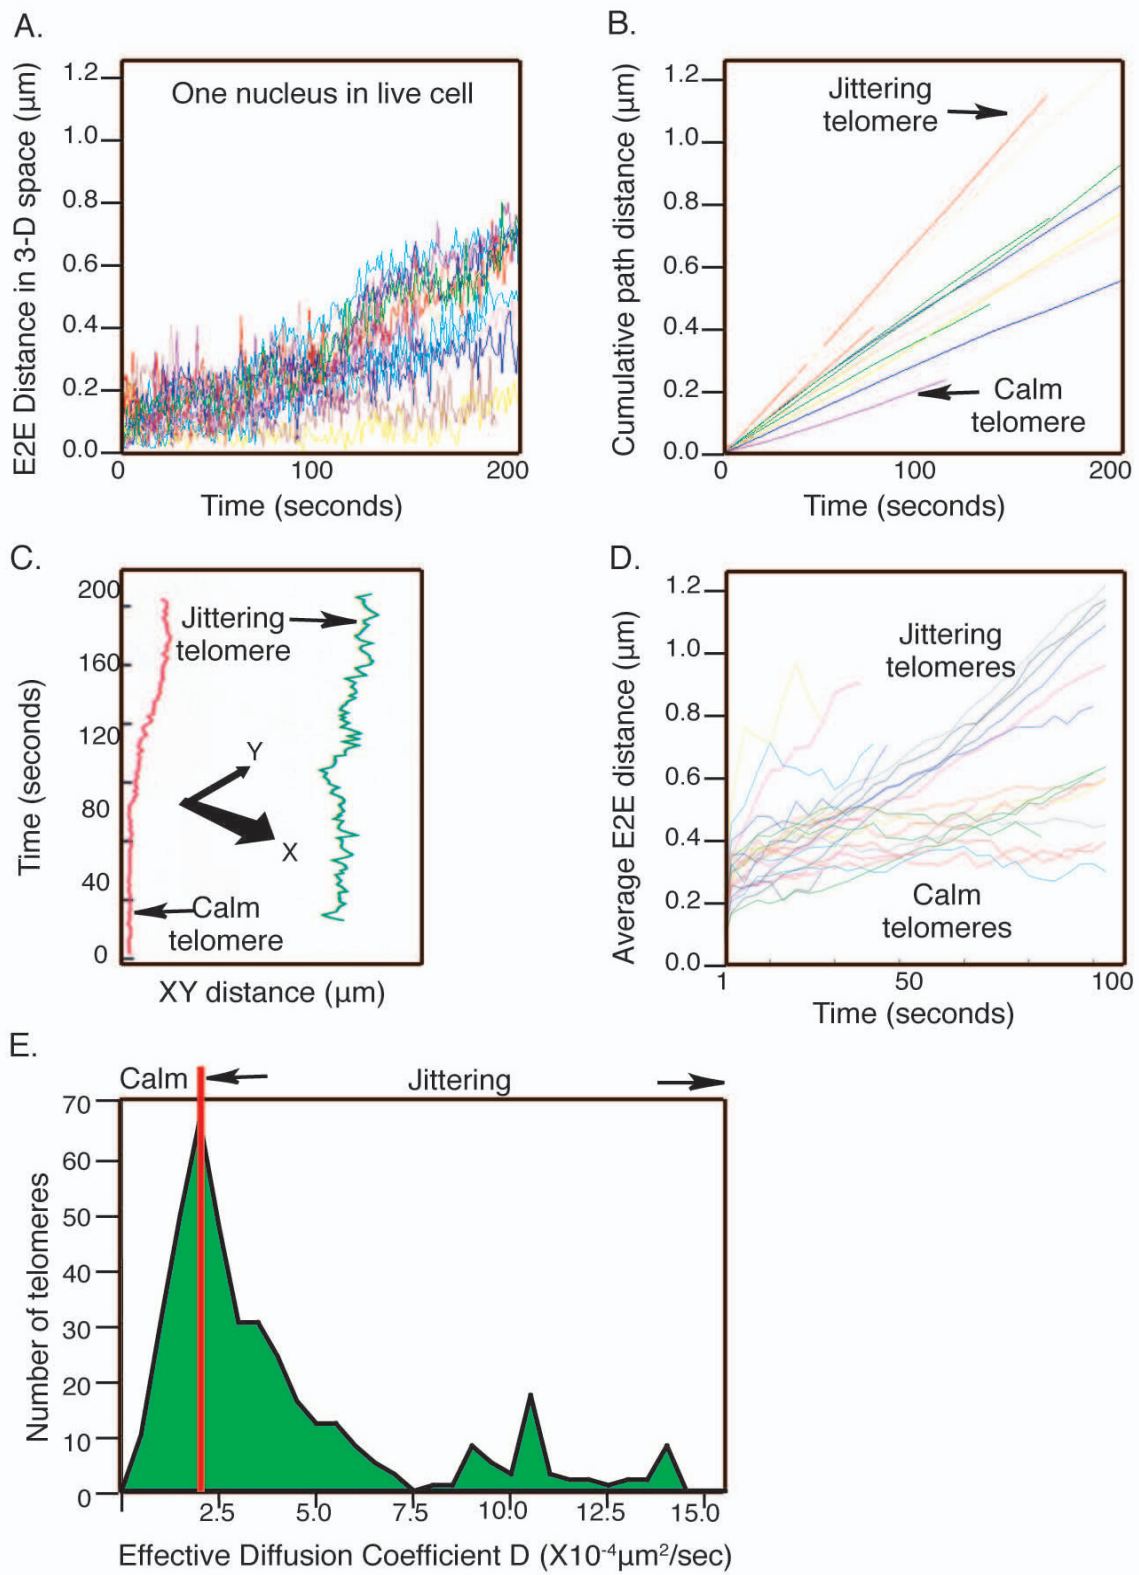 A.
E2E Distance in 3-D space (μm)
1.2
1.0
0.8
0.6
0.4
0.2
0.0
One nucleus in live cell
0 100 200
Time (seconds)
B.
Cumulative path distance (μm)
1.2
1.0
0.8
0.6
0.4
0.2
0.0
Jittering
telomere
Calm
telomere
0 100 200
Time (seconds)
C.
Time (seconds)
200
160
120
80
40
0
Jittering
telomere
Y
X
Calm
telomere
XY distance (μm)
D.
Average E2E distance (μm)
1.2
1.0
0.8
0.6
0.4
0.2
0.0
Jittering
telomeres
Calm
telomeres
1 50 100
Time (seconds)
E.
Calm Jittering
Number of telomeres
70
60
50
40
30
20
10
0
2.5 5.0 7.5 10.0 12.5 15.0
Effective Diffusion Coefficient D (X10⁻⁴μm²/sec)